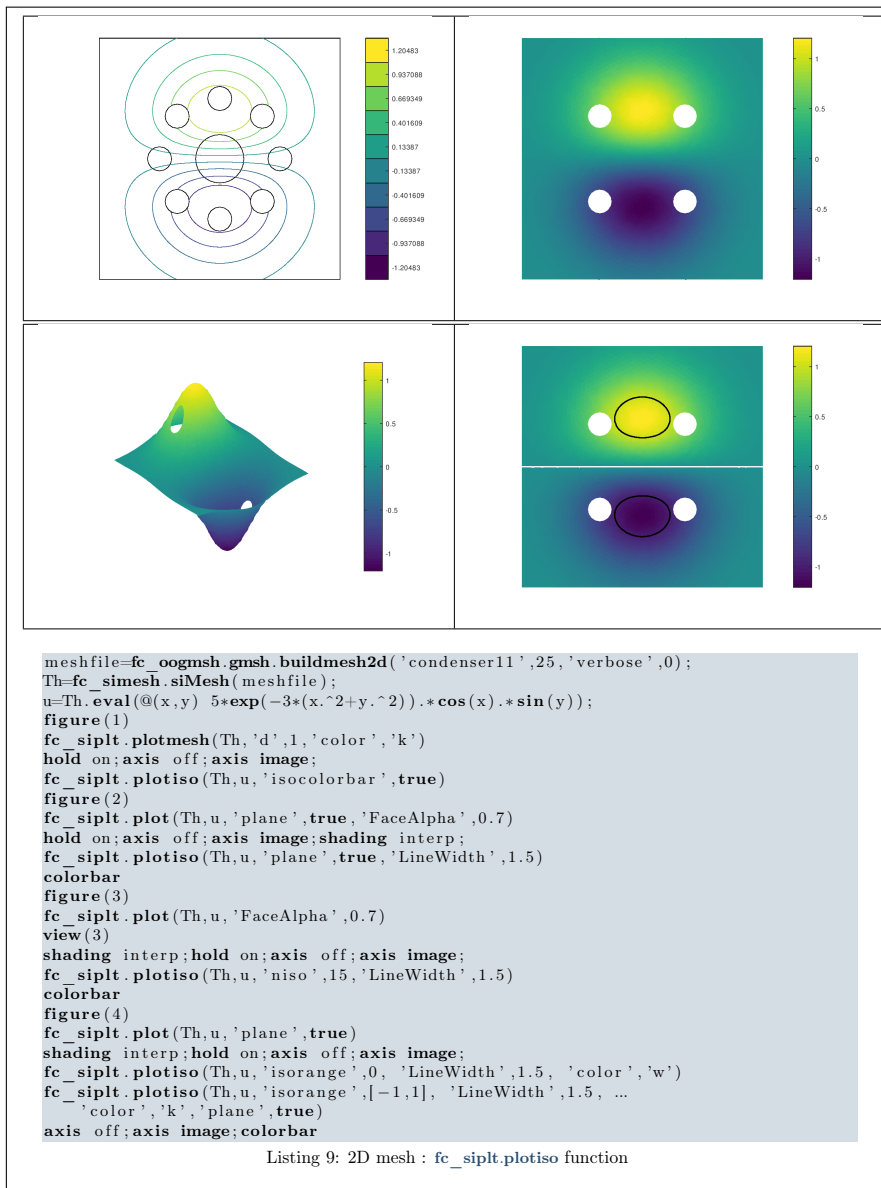 1.20483
0.937088
0.669349
0.401609
0.13387
-0.13387
-0.401609
-0.669349
-0.937088
-1.20483
1
0.5
0
-0.5
-1
1
0.5
0
-0.5
-1
1
0.5
0
-0.5
-1
meshfile=fc_oogmsh.gmsh.buildmesh2d('condenser11',25,'verbose',0);
Th=fc_simesh.siMesh(meshfile);
u=Th.eval(@(x,y) 5*exp(-3*(x.^2+y.^2)).*cos(x).*sin(y));
figure(1)
fc_siplt.plotmesh(Th,'d',1,'color','k')
hold on;axis off;axis image;
fc_siplt.plotiso(Th,u,'isocolorbar',true)
figure(2)
fc_siplt.plot(Th,u,'plane',true,'FaceAlpha',0.7)
hold on;axis off;axis image;shading interp;
fc_siplt.plotiso(Th,u,'plane',true,'LineWidth',1.5)
colorbar
figure(3)
fc_siplt.plot(Th,u,'FaceAlpha',0.7)
view(3)
shading interp;hold on;axis off;axis image;
fc_siplt.plotiso(Th,u,'niso',15,'LineWidth',1.5)
colorbar
figure(4)
fc_siplt.plot(Th,u,'plane',true)
shading interp;hold on;axis off;axis image;
fc_siplt.plotiso(Th,u,'isorange',0, 'LineWidth',1.5, 'color','w')
fc_siplt.plotiso(Th,u,'isorange',[-1,1], 'LineWidth',1.5, ...
'color','k','plane',true)
axis off;axis image;colorbar
Listing 9: 2D mesh : fc_siplt.plotiso function